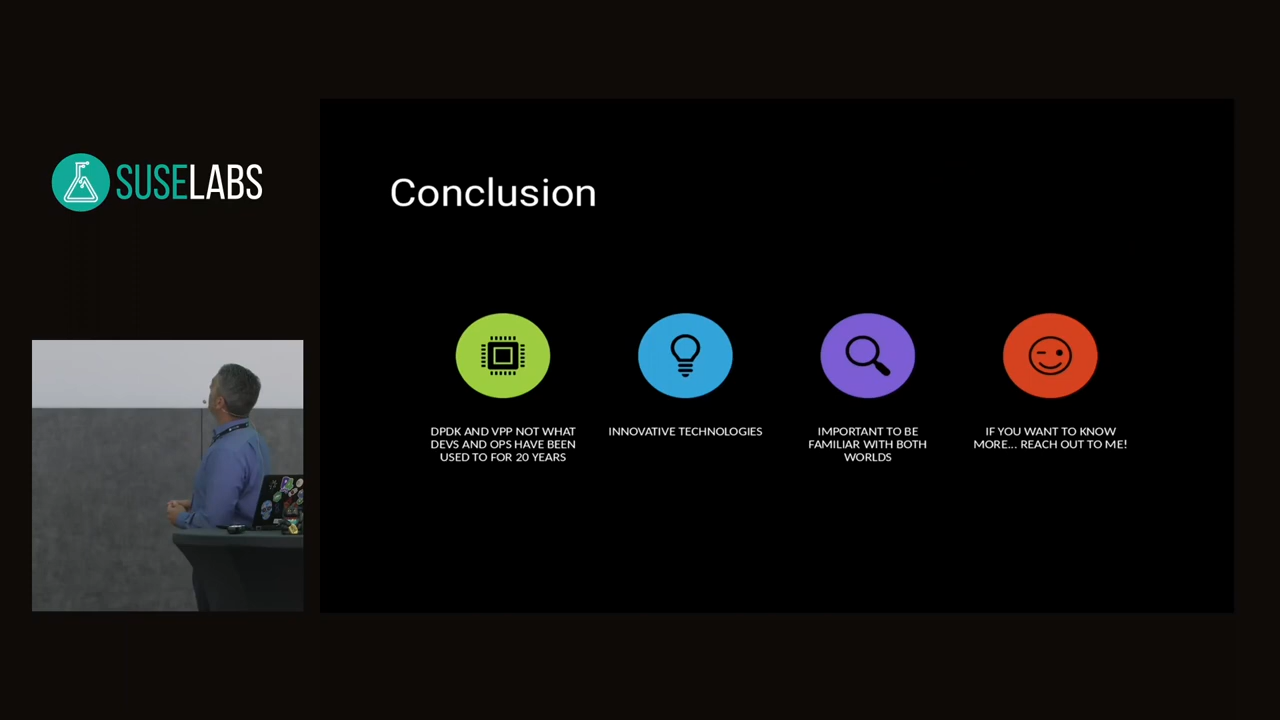 SUSELABS
Conclusion
DPDK AND VPP NOT WHAT
DEVS AND OPS HAVE BEEN
USED TO FOR 20 YEARS
INNOVATIVE TECHNOLOGIES
IMPORTANT TO BE
FAMILIAR WITH BOTH
WORLDS
IF YOU WANT TO KNOW
MORE... REACH OUT TO ME!